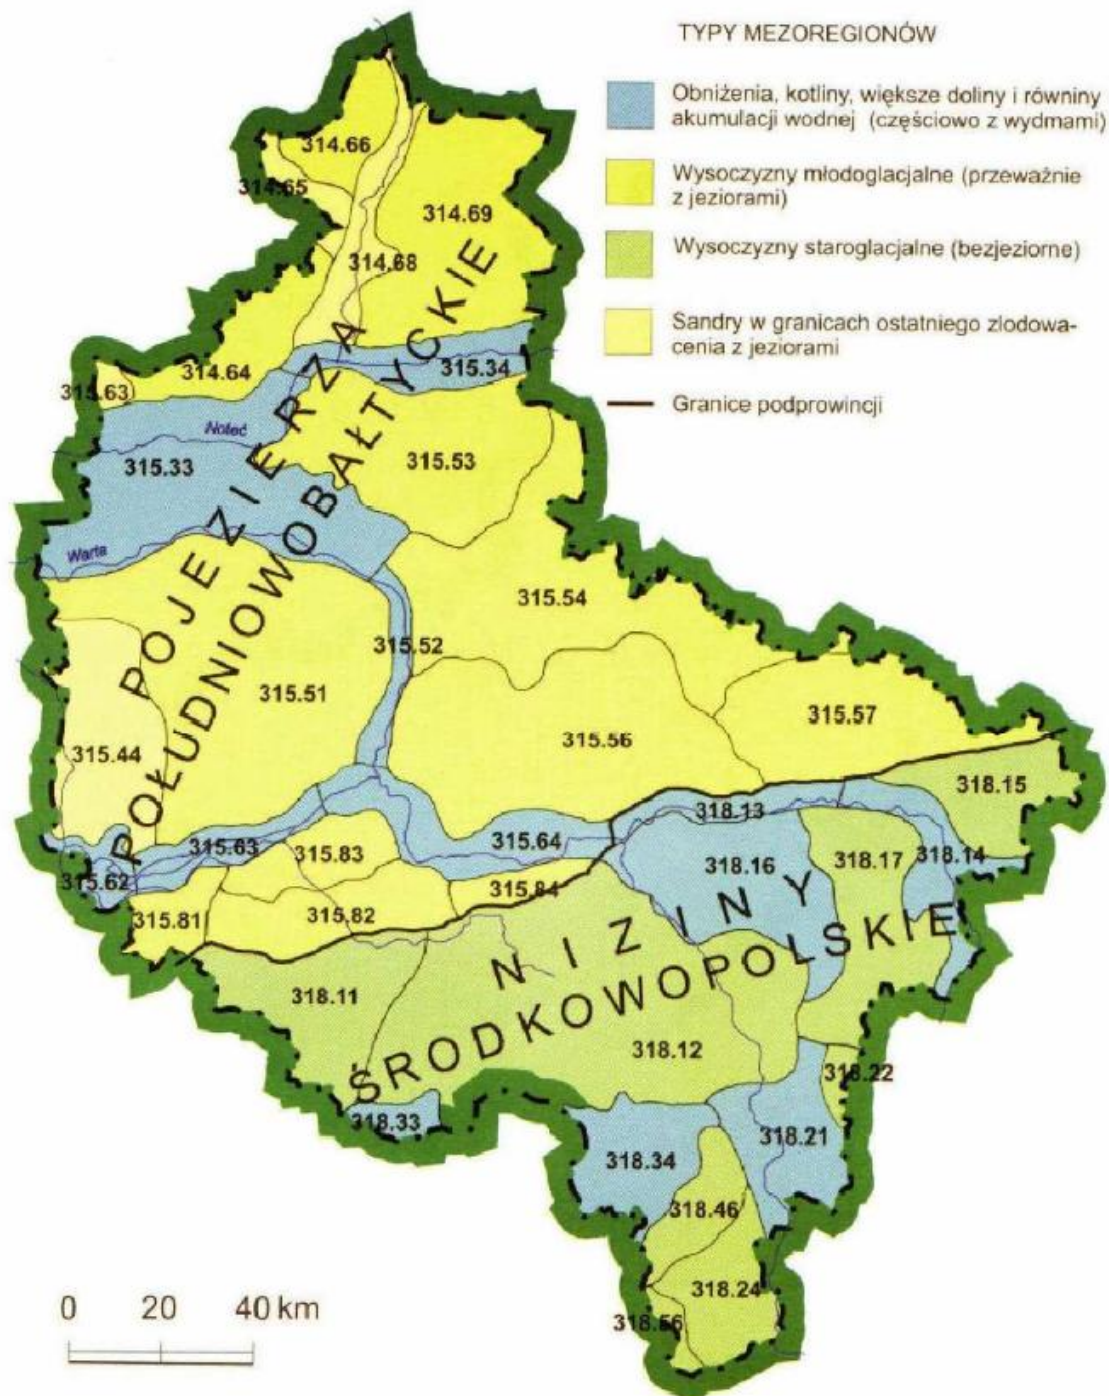 TYPY MEZOREGIONÓW
Obniżenia, kotliny, większe doliny i równiny
akumulacji wodnej (częściowo z wydmami)
Wysoczyzny młodoglacjalne (przeważnie
z jeziorami)
Wysoczyzny staroglacjalne (bezjeziorne)
Sandry w granicach ostatniego zlodowa-
cenia z jeziorami
Granice podprowincji
314.66
314.65
314.69
314.68
314.64
315.34
315.63
Noteć
315.33
315.53
Warta
POJEZIERZA
POŁUDNIOWOBAŁTYCKIE
315.54
315.52
315.51
315.57
315.56
315.44
318.15
318.13
315.63
315.64
315.83
318.14
318.17
318.16
315.62
315.84
315.81
315.82
NIZINY
ŚRODKOWOPOLSKIE
318.11
318.12
318.22
318.33
318.21
318.34
318.46
318.24
318.56
0 20 40 km